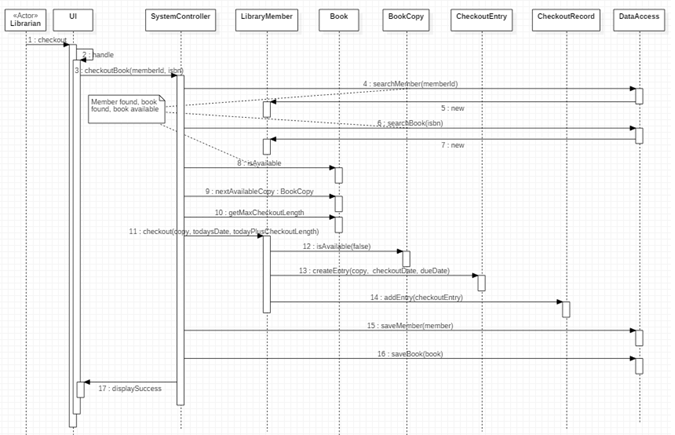 «Actor»
Librarian
UI
SystemController
LibraryMember
Book
BookCopy
CheckoutEntry
CheckoutRecord
DataAccess
1 : checkout
2 : handle
3 : checkoutBook(memberId, isbn)
4 : searchMember(memberId)
Member found, book
found, book available
5 : new
6 : searchBook(isbn)
7 : new
8 : isAvailable
9 : nextAvailableCopy : BookCopy
10 : getMaxCheckoutLength
11 : checkout(copy, todaysDate, todayPlusCheckoutLength)
12 : isAvailable(false)
13 : createEntry(copy, checkoutDate, dueDate)
14 : addEntry(checkoutEntry)
15 : saveMember(member)
16 : saveBook(book)
17 : displaySuccess